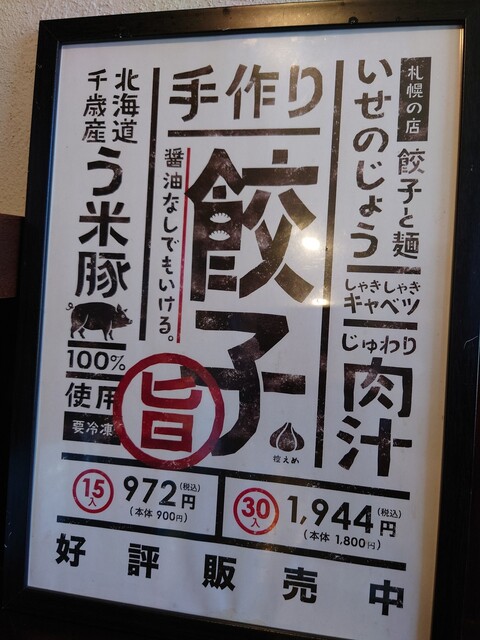 札幌の店
餃子と麺
いせのじょう
しゃきしゃき
キャベツ
じゅわり
肉汁
手作り
餃子
醤油なしでもいける。
控えめ
北海道
千歳産
う米豚
100%
使用
要冷凍
旨
15入
972円(税込)
(本体 900円)
30入
1,944円(税込)
(本体 1,800円)
好評販売中